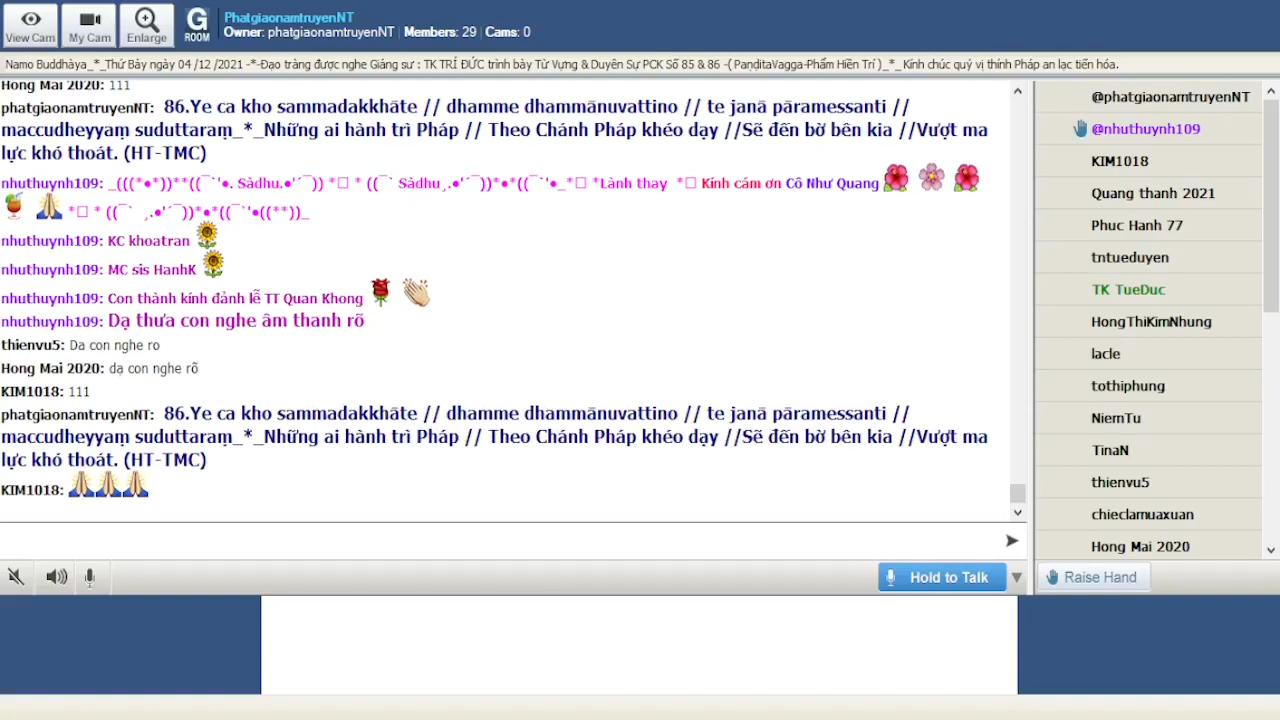 PhatgiaonamtruyenNT
Owner: phatgiaonamtruyenNT | Members: 29 | Cams: 0
View Cam
My Cam
Enlarge
G
ROOM
Namo Buddhàya_*_Thứ Bảy ngày 04 /12 /2021 -*-Đạo tràng được nghe Giảng sư : TK TRÍ ĐỨC trình bày Từ Vựng & Duyên Sự PCK Số 85 & 86 -( PaṇḍitaVagga-Phẩm Hiền Trí )_*_ Kính chúc quý vị thính Pháp an lạc tiến hóa.
Hong Mai 2020: 111
phatgiaonamtruyenNT: 86.Ye ca kho sammadakkhāte // dhamme dhammānuvattino // te janā pāramessanti //
maccudheyyaṃ suduttaraṃ_*_Những ai hành trì Pháp // Theo Chánh Pháp khéo dạy //Sẽ đến bờ bên kia //Vượt ma
lực khó thoát. (HT-TMC)
nhuthuynh109: _(((*•*))**((¯`'•. Sàdhu.•'´¯)) *□ * ((¯` Sàdhu¸.•'´¯))*•*((¯`'•_*□ *Lành thay *□ Kính cám ơn Cô Như Quang
*□ * ((¯` ¸.•'´¯))*•*((¯`'•((**))_
nhuthuynh109: KC khoatran
nhuthuynh109: MC sis HanhK
nhuthuynh109: Con thành kính đảnh lễ TT Quan Khong
nhuthuynh109: Dạ thưa con nghe âm thanh rõ
thienvu5: Da con nghe ro
Hong Mai 2020: dạ con nghe rõ
KIM1018: 111
phatgiaonamtruyenNT: 86.Ye ca kho sammadakkhāte // dhamme dhammānuvattino // te janā pāramessanti //
maccudheyyaṃ suduttaraṃ_*_Những ai hành trì Pháp // Theo Chánh Pháp khéo dạy //Sẽ đến bờ bên kia //Vượt ma
lực khó thoát. (HT-TMC)
KIM1018:
@phatgiaonamtruyenNT
@nhuthuynh109
KIM1018
Quang thanh 2021
Phuc Hanh 77
tntueduyen
TK TueDuc
HongThiKimNhung
lacle
tothiphung
NiemTu
TinaN
thienvu5
chieclamuaxuan
Hong Mai 2020
Hold to Talk
Raise Hand